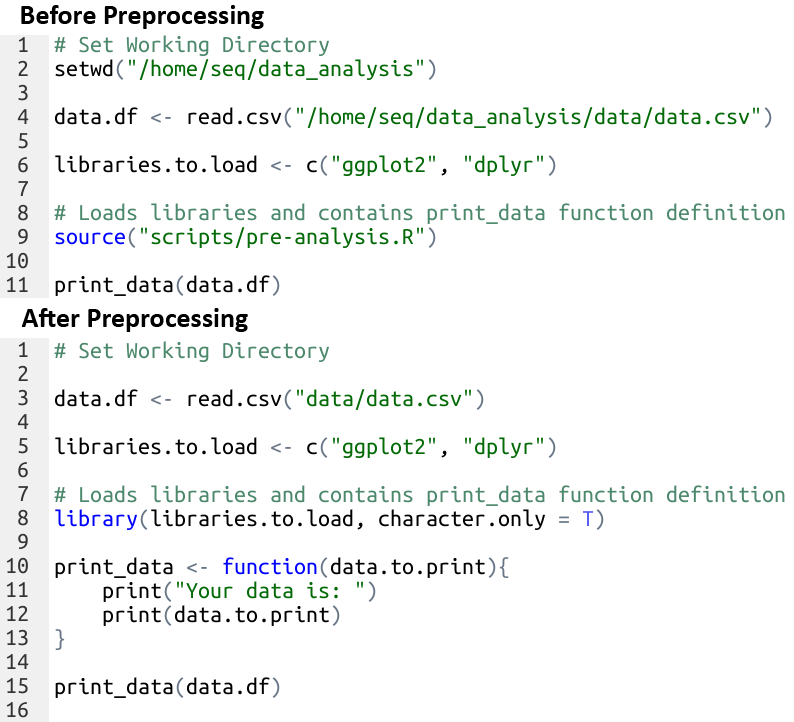 Before Preprocessing
1 # Set Working Directory
2 setwd("/home/seq/data_analysis")
3
4 data.df <- read.csv("/home/seq/data_analysis/data/data.csv")
5
6 libraries.to.load <- c("ggplot2", "dplyr")
7
8 # Loads libraries and contains print_data function definition
9 source("scripts/pre-analysis.R")
10
11 print_data(data.df)
After Preprocessing
1 # Set Working Directory
2
3 data.df <- read.csv("data/data.csv")
4
5 libraries.to.load <- c("ggplot2", "dplyr")
6
7 # Loads libraries and contains print_data function definition
8 library(libraries.to.load, character.only = T)
9
10 print_data <- function(data.to.print){
11     print("Your data is: ")
12     print(data.to.print)
13 }
14
15 print_data(data.df)
16